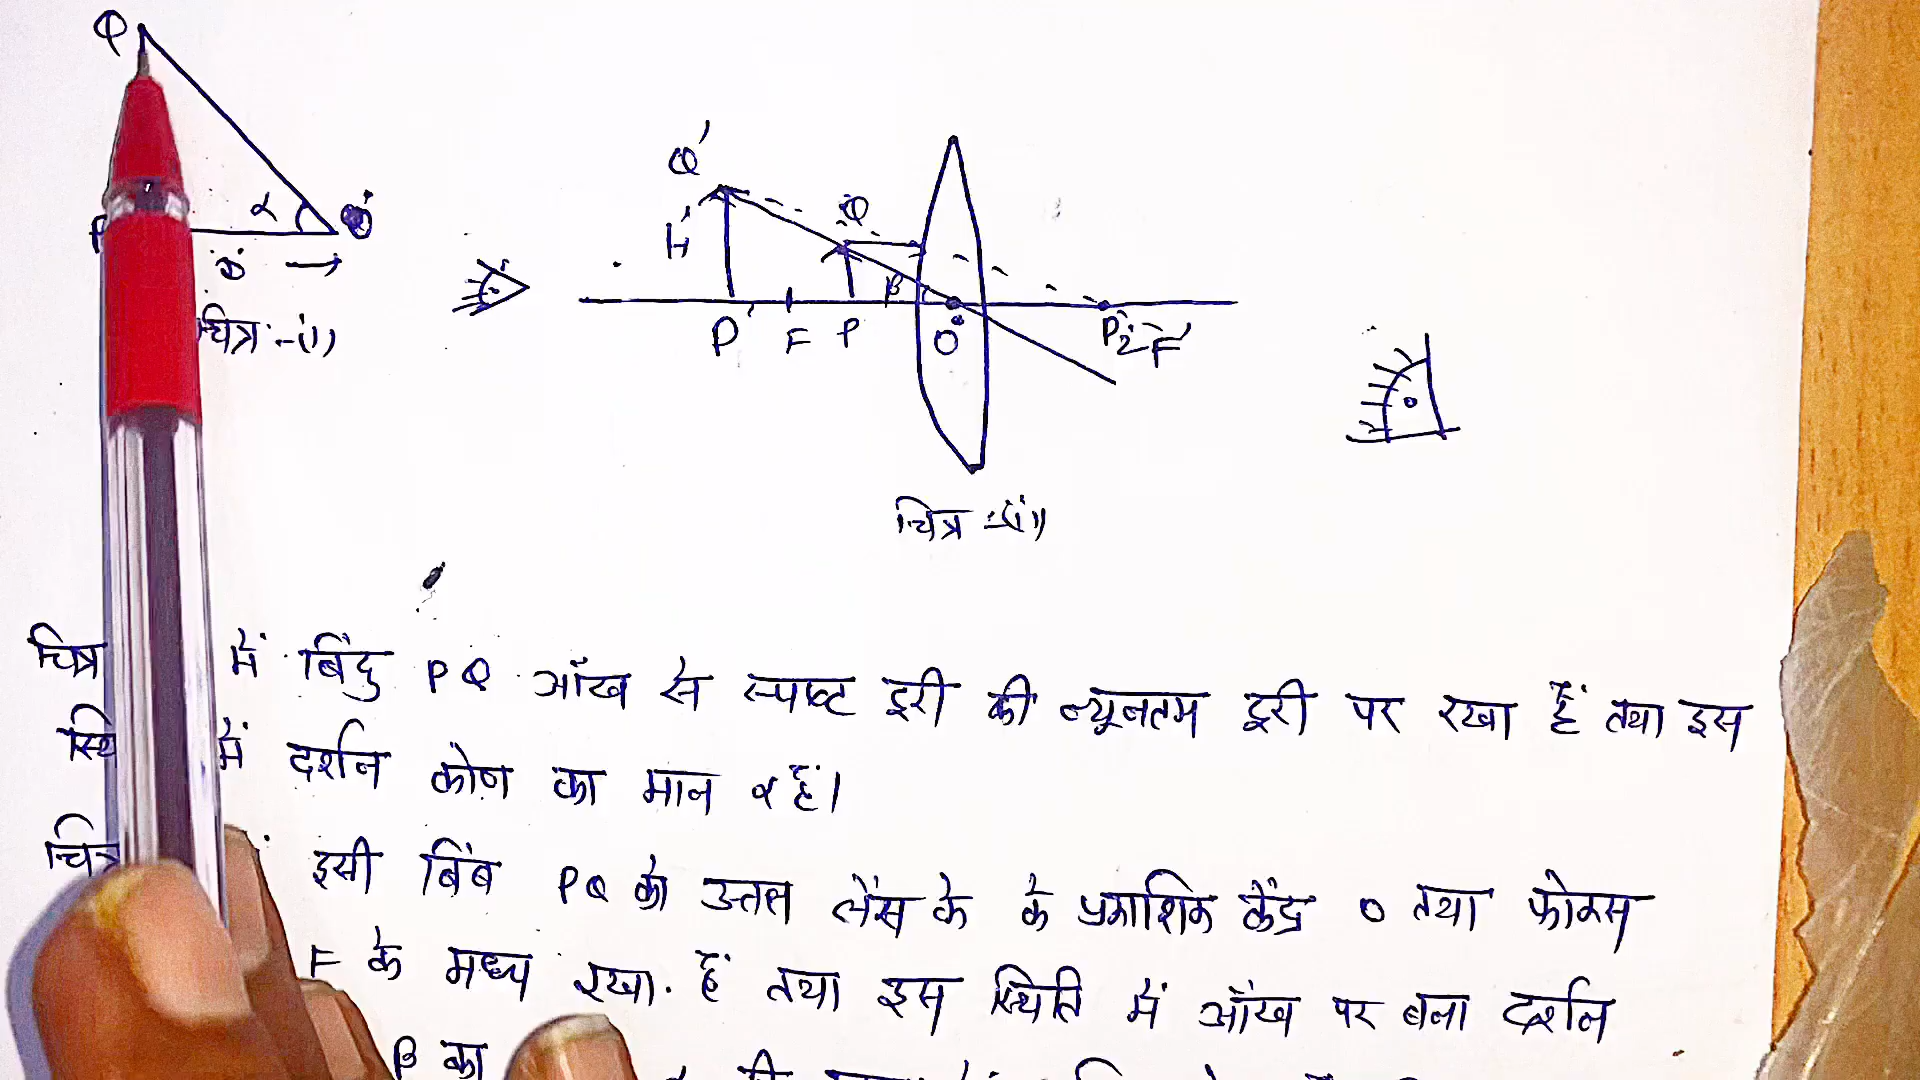 Q
Q'
H'
Q
α
β
D →
P' F P O P2 F'
चित्र :-(i)
चित्र :-(ii)
चित्र में बिंदु PQ आँख से स्पष्ट दूरी की न्यूनतम दूरी पर रखा हैं तथा इस
में दर्शन कोण का मान α हैं।
इसी बिंब PQ को उत्तल लेंस के के प्रकाशिक केंद्र O तथा फोकस
F के मध्य रखा हैं तथा इस स्थिति में आँख पर बना दर्शन
β का